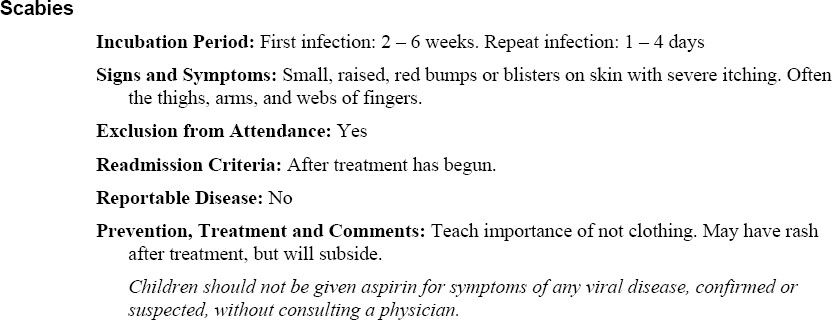 Scabies
Incubation Period: First infection: 2 – 6 weeks. Repeat infection: 1 – 4 days
Signs and Symptoms: Small, raised, red bumps or blisters on skin with severe itching. Often
the thighs, arms, and webs of fingers.
Exclusion from Attendance: Yes
Readmission Criteria: After treatment has begun.
Reportable Disease: No
Prevention, Treatment and Comments: Teach importance of not clothing. May have rash
after treatment, but will subside.
Children should not be given aspirin for symptoms of any viral disease, confirmed or
suspected, without consulting a physician.